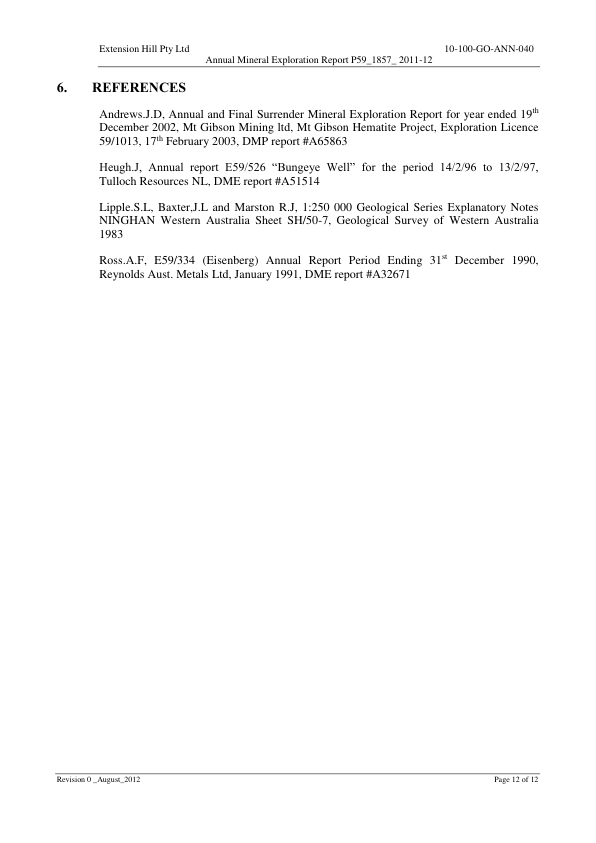 Extension Hill Pty Ltd 10-100-GO-ANN-040
Annual Mineral Exploration Report P59_1857_ 2011-12
6. REFERENCES
Andrews.J.D, Annual and Final Surrender Mineral Exploration Report for year ended 19th
December 2002, Mt Gibson Mining ltd, Mt Gibson Hematite Project, Exploration Licence
59/1013, 17th February 2003, DMP report #A65863
Heugh.J, Annual report E59/526 “Bungeye Well” for the period 14/2/96 to 13/2/97,
Tulloch Resources NL, DME report #A51514
Lipple.S.L, Baxter,J.L and Marston R.J, 1:250 000 Geological Series Explanatory Notes
NINGHAN Western Australia Sheet SH/50-7, Geological Survey of Western Australia
1983
Ross.A.F, E59/334 (Eisenberg) Annual Report Period Ending 31st December 1990,
Reynolds Aust. Metals Ltd, January 1991, DME report #A32671
Revision 0 _August_2012 Page 12 of 12